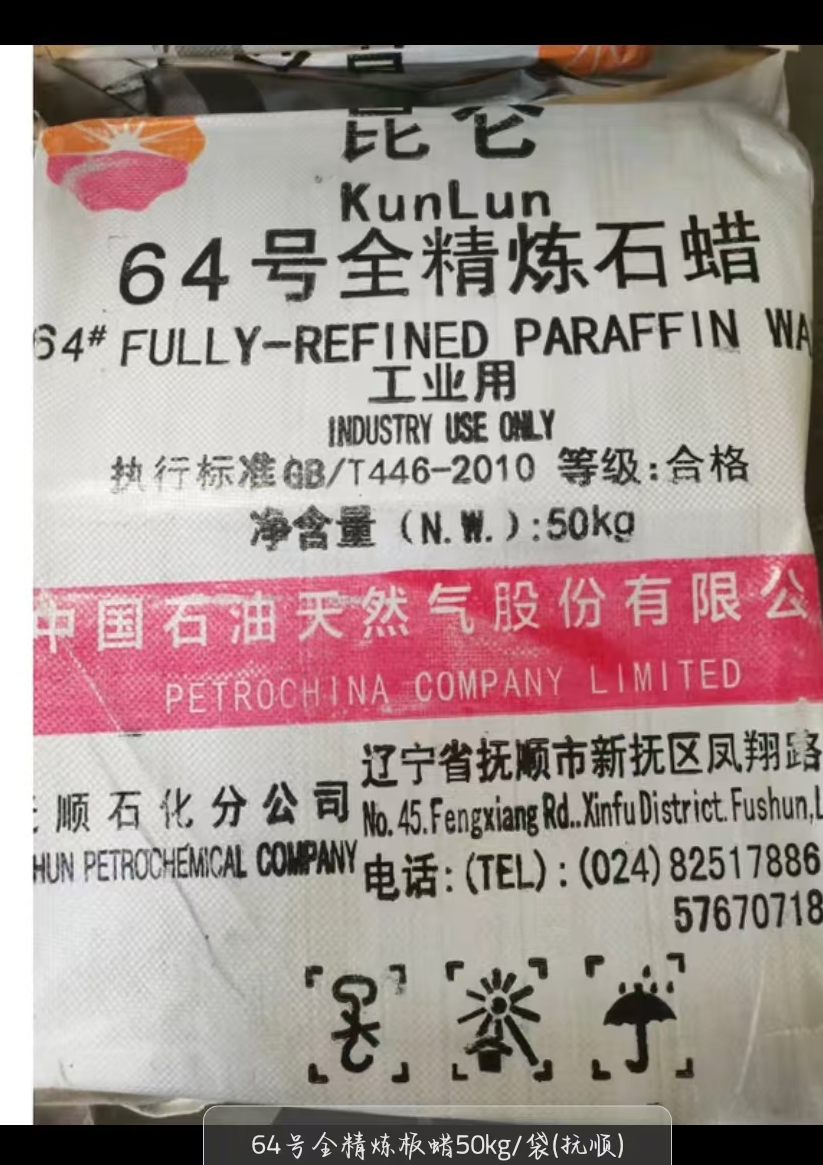 昆仑
KunLun
64号全精炼石蜡
64# FULLY-REFINED PARAFFIN WA
工业用
INDUSTRY USE ONLY
执行标准GB/T446-2010 等级:合格
净含量 (N.W.):50kg
中国石油天然气股份有限公
PETROCHINA COMPANY LIMITED
顺石化分公司
HUN PETROCHEMICAL COMPANY
辽宁省抚顺市新抚区凤翔路
No.45.Fengxiang Rd..Xinfu District.Fushun,L
电话:(TEL):(024)82517886
57670718
64号全精炼板蜡50kg/袋(抚顺)